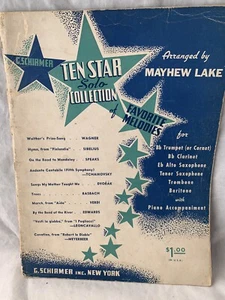 G. SCHIRMER
TEN STAR
Solo
COLLECTION
of
FAVORITE
MELODIES
Arranged by
MAYHEW LAKE
for
Bb Trumpet (or Cornet)
Bb Clarinet
Eb Alto Saxophone
Tenor Saxophone
Trombone
Baritone
with
Piano Accompaniment
Walther's Prize-Song WAGNER
Hymn, from "Finlandia" SIBELIUS
On the Road to Mandalay SPEAKS
Andante Cantabile (Fifth Symphony)
TCHAIKOVSKY
Songs My Mother Taught Me DVOŘÁK
Trees RASBACH
March, from "Aida" VERDI
By the Bend of the River EDWARDS
"Vesti la giubba," from "I Pagliacci"
LEONCAVALLO
Cavatina, from "Robert le Diable"
MEYERBEER
$1.00
G. SCHIRMER INC. NEW YORK